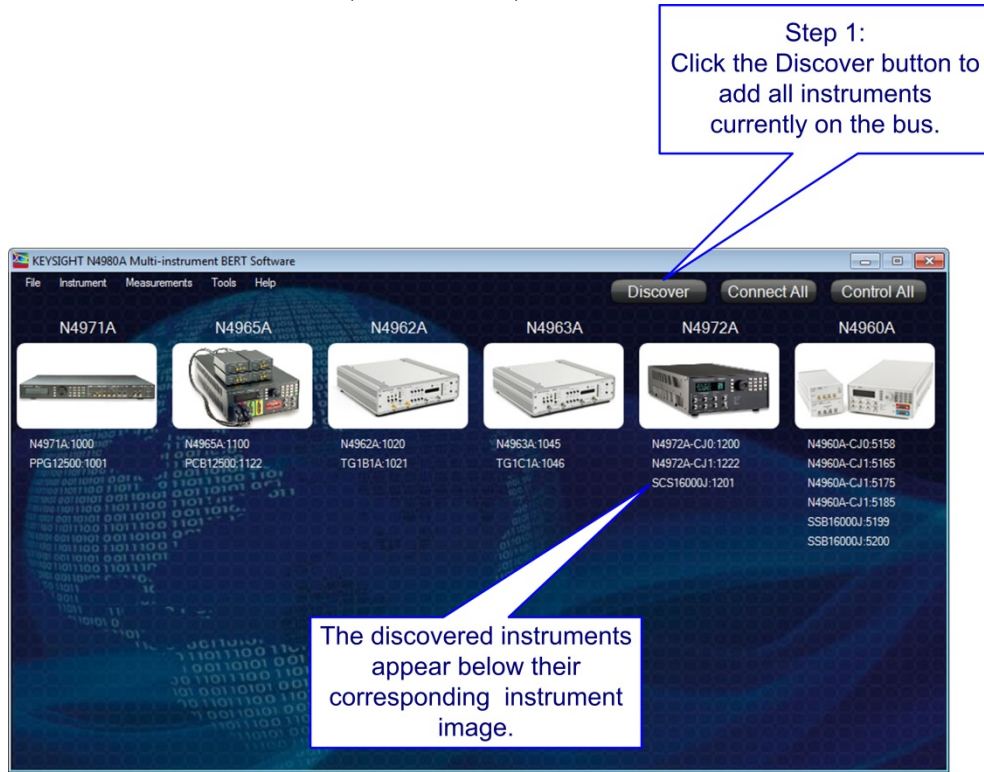 Step 1:
Click the Discover button to
add all instruments
currently on the bus.
KEYSIGHT N4980A Multi-instrument BERT Software
File Instrument Measurements Tools Help
Discover Connect All Control All
N4971A N4965A N4962A N4963A N4972A N4960A
N4971A:1000 N4965A:1100 N4962A:1020 N4963A:1045 N4972A-CJ0:1200 N4960A-CJ0:5158
PPG12500:1001 PCB12500:1122 TG1B1A:1021 TG1C1A:1046 N4972A-CJ1:1222 N4960A-CJ1:5165
SCS16000J:1201 N4960A-CJ1:5175
N4960A-CJ1:5185
SSB16000J:5199
SSB16000J:5200
The discovered instruments
appear below their
corresponding instrument
image.